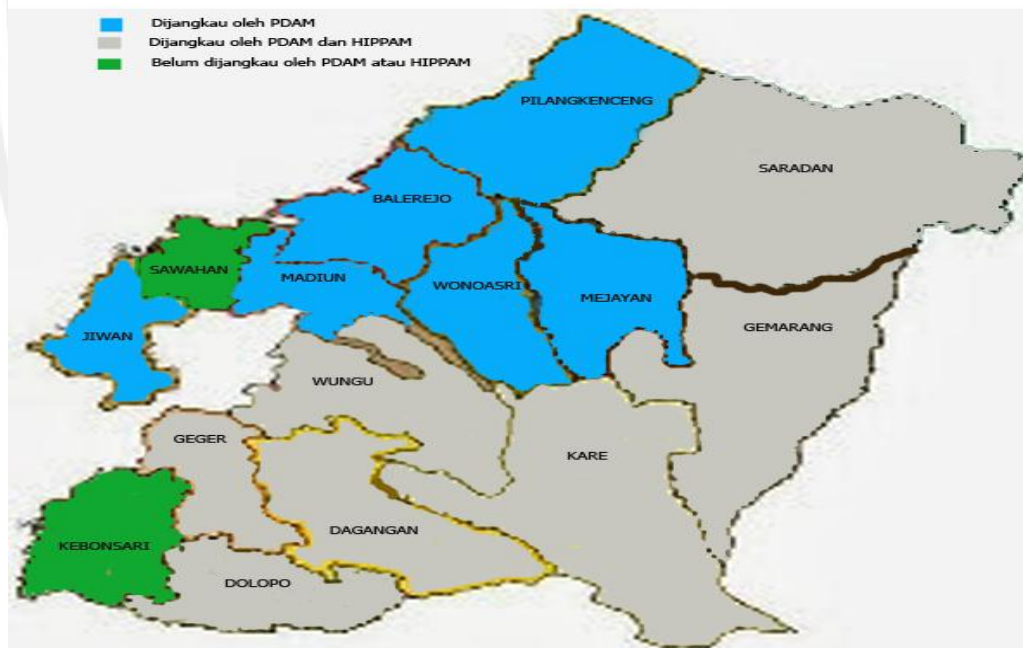 Dijangkau oleh PDAM
Dijangkau oleh PDAM dan HIPPAM
Belum dijangkau oleh PDAM atau HIPPAM
PILANGKENCENG
SARADAN
BALEREJO
SAWAHAN
MADIUN
WONOASRI
MEJAYAN
GEMARANG
JIWAN
WUNGU
GEGER
KARE
DAGANGAN
KEBONSARI
DOLOPO